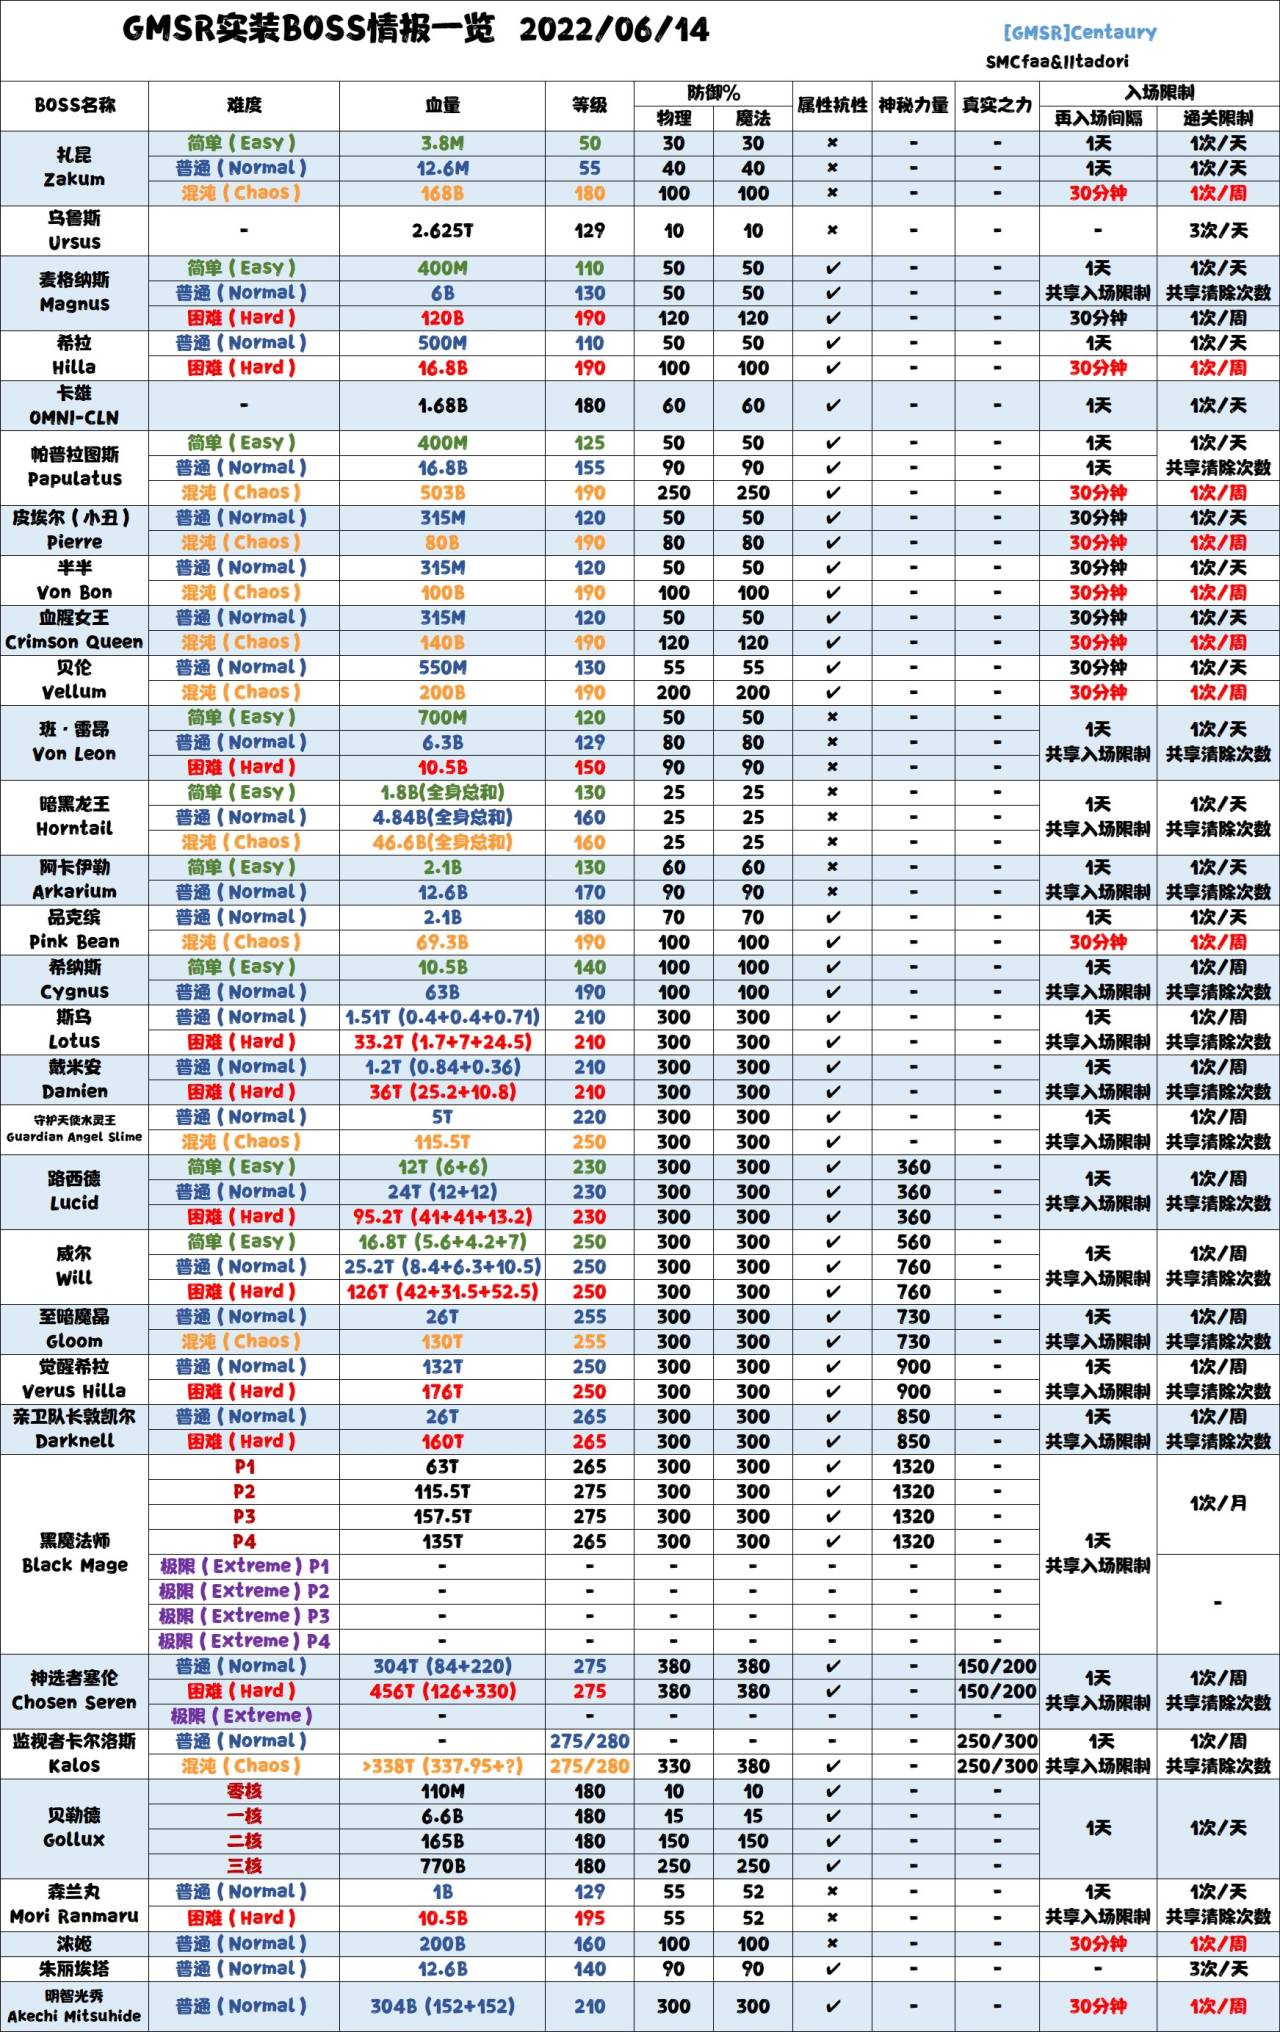 GMSR实装BOSS情报一览 2022/06/14
[GMSR]Centaury
SMCfaa&IItadori
BOSS名称 难度 血量 等级 防御% 属性抗性 神秘力量 真实之力 入场限制
物理 魔法 再入场间隔 通关限制
扎昆 Zakum
简单(Easy) 3.8M 50 30 30 ✖ - - 1天 1次/天
普通(Normal) 12.6M 55 40 40 ✖ - - 1天 1次/天
混沌(Chaos) 168B 180 100 100 ✖ - - 30分钟 1次/周
乌鲁斯 Ursus
- 2.625T 129 10 10 ✖ - - - 3次/天
麦格纳斯 Magnus
简单(Easy) 400M 110 50 50 ✔ - - 1天 1次/天
普通(Normal) 6B 130 50 50 ✔ - - 共享入场限制 共享清除次数
困难(Hard) 120B 190 120 120 ✔ - - 30分钟 1次/周
希拉 Hilla
普通(Normal) 500M 110 50 50 ✔ - - 1天 1次/天
困难(Hard) 16.8B 190 100 100 ✔ - - 30分钟 1次/周
卡雄 OMNI-CLN
- 1.68B 180 60 60 ✔ - - 1天 1次/天
帕普拉图斯 Papulatus
简单(Easy) 400M 125 50 50 ✔ - - 1天 1次/天
普通(Normal) 16.8B 155 90 90 ✔ - - 1天 共享清除次数
混沌(Chaos) 503B 190 250 250 ✔ - - 30分钟 1次/周
皮埃尔(小丑) Pierre
普通(Normal) 315M 120 50 50 ✔ - - 30分钟 1次/天
混沌(Chaos) 80B 190 80 80 ✔ - - 30分钟 1次/周
半半 Von Bon
普通(Normal) 315M 120 50 50 ✔ - - 30分钟 1次/天
混沌(Chaos) 100B 190 100 100 ✔ - - 30分钟 1次/周
血腥女王 Crimson Queen
普通(Normal) 315M 120 50 50 ✔ - - 30分钟 1次/天
混沌(Chaos) 140B 190 120 120 ✔ - - 30分钟 1次/周
贝伦 Vellum
普通(Normal) 550M 130 55 55 ✔ - - 30分钟 1次/天
混沌(Chaos) 200B 190 200 200 ✔ - - 30分钟 1次/周
班·雷昂 Von Leon
简单(Easy) 700M 120 50 50 ✖ - - 1天 1次/天
普通(Normal) 6.3B 129 80 80 ✖ - - 共享入场限制 共享清除次数
困难(Hard) 10.5B 150 90 90 ✖ - -
暗黑龙王 Horntail
简单(Easy) 1.8B(全身总和) 130 25 25 ✖ - - 1天 1次/天
普通(Normal) 4.84B(全身总和) 160 25 25 ✖ - - 共享入场限制 共享清除次数
混沌(Chaos) 46.6B(全身总和) 160 25 25 ✖ - -
阿卡伊勒 Arkarium
简单(Easy) 2.1B 130 60 60 ✖ - - 1天 1次/天
普通(Normal) 12.6B 170 90 90 ✖ - - 共享入场限制 共享清除次数
品克缤 Pink Bean
普通(Normal) 2.1B 180 70 70 ✔ - - 1天 1次/天
混沌(Chaos) 69.3B 190 100 100 ✔ - - 30分钟 1次/周
希纳斯 Cygnus
简单(Easy) 10.5B 140 100 100 ✔ - - 1天 1次/周
普通(Normal) 63B 190 100 100 ✔ - - 共享入场限制 共享清除次数
斯乌 Lotus
普通(Normal) 1.51T (0.4+0.4+0.71) 210 300 300 ✔ - - 1天 1次/周
困难(Hard) 33.2T (1.7+7+24.5) 210 300 300 ✔ - - 共享入场限制 共享清除次数
戴米安 Damien
普通(Normal) 1.2T (0.84+0.36) 210 300 300 ✔ - - 1天 1次/周
困难(Hard) 36T (25.2+10.8) 210 300 300 ✔ - - 共享入场限制 共享清除次数
守护天使水灵王 Guardian Angel Slime
普通(Normal) 5T 220 300 300 ✔ - - 1天 1次/周
混沌(Chaos) 115.5T 250 300 300 ✔ - - 共享入场限制 共享清除次数
路西德 Lucid
简单(Easy) 12T (6+6) 230 300 300 ✔ 360 - 1天 1次/周
普通(Normal) 24T (12+12) 230 300 300 ✔ 360 - 共享入场限制 共享清除次数
困难(Hard) 95.2T (41+41+13.2) 230 300 300 ✔ 360 -
威尔 Will
简单(Easy) 16.8T (5.6+4.2+7) 250 300 300 ✔ 560 - 1天 1次/周
普通(Normal) 25.2T (8.4+6.3+10.5) 250 300 300 ✔ 760 - 共享入场限制 共享清除次数
困难(Hard) 126T (42+31.5+52.5) 250 300 300 ✔ 760 -
至暗魔晶 Gloom
普通(Normal) 26T 255 300 300 ✔ 730 - 1天 1次/周
混沌(Chaos) 130T 255 300 300 ✔ 730 - 共享入场限制 共享清除次数
觉醒希拉 Verus Hilla
普通(Normal) 132T 250 300 300 ✔ 900 - 1天 1次/周
困难(Hard) 176T 250 300 300 ✔ 900 - 共享入场限制 共享清除次数
亲卫队长敦凯尔 Darknell
普通(Normal) 26T 265 300 300 ✔ 850 - 1天 1次/周
困难(Hard) 160T 265 300 300 ✔ 850 - 共享入场限制 共享清除次数
黑魔法师 Black Mage
P1 63T 265 300 300 ✔ 1320 - 1天 1次/月
P2 115.5T 275 300 300 ✔ 1320 - 共享入场限制
P3 157.5T 275 300 300 ✔ 1320 -
P4 135T 265 300 300 ✔ 1320 -
极限(Extreme)P1 - - - - - - - -
极限(Extreme)P2 - - - - - - -
极限(Extreme)P3 - - - - - - -
极限(Extreme)P4 - - - - - - -
神选者塞伦 Chosen Seren
普通(Normal) 304T (84+220) 275 380 380 ✔ - 150/200 1天 1次/周
困难(Hard) 456T (126+330) 275 380 380 ✔ - 150/200 共享入场限制 共享清除次数
极限(Extreme) - - - - - - -
监视者卡尔洛斯 Kalos
普通(Normal) - 275/280 - - - - 250/300 1天 1次/周
混沌(Chaos) >338T (337.95+?) 275/280 330 380 ✔ - 250/300 共享入场限制 共享清除次数
贝勒德 Gollux
零核 110M 180 10 10 ✔ - - 1天 1次/天
一核 6.6B 180 15 15 ✔ - -
二核 165B 180 150 150 ✔ - -
三核 770B 180 250 250 ✔ - -
森兰丸 Mori Ranmaru
普通(Normal) 1B 129 55 52 ✖ - - 1天 1次/天
困难(Hard) 10.5B 195 55 52 ✖ - - 共享入场限制 共享清除次数
浓姬 普通(Normal) 200B 160 100 100 ✖ - - 30分钟 1次/周
朱丽埃塔 普通(Normal) 12.6B 140 90 90 ✔ - - - 3次/天
明智光秀 Akechi Mitsuhide
普通(Normal) 304B (152+152) 210 300 300 ✔ - - 30分钟 1次/周